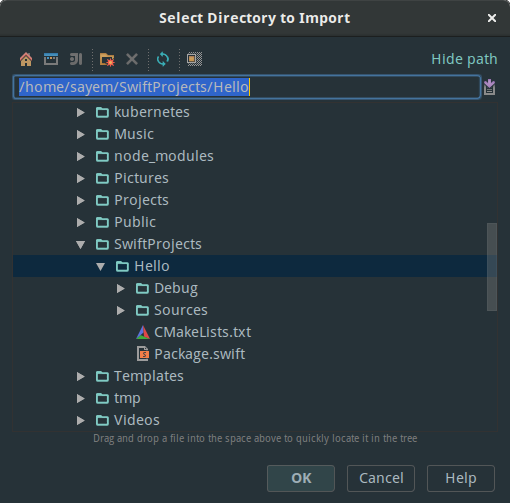 Select Directory to Import
Hide path
/home/sayem/SwiftProjects/Hello
kubernetes
Music
node_modules
Pictures
Projects
Public
SwiftProjects
Hello
Debug
Sources
CMakeLists.txt
Package.swift
Templates
tmp
Videos
Drag and drop a file into the space above to quickly locate it in the tree
OK Cancel Help